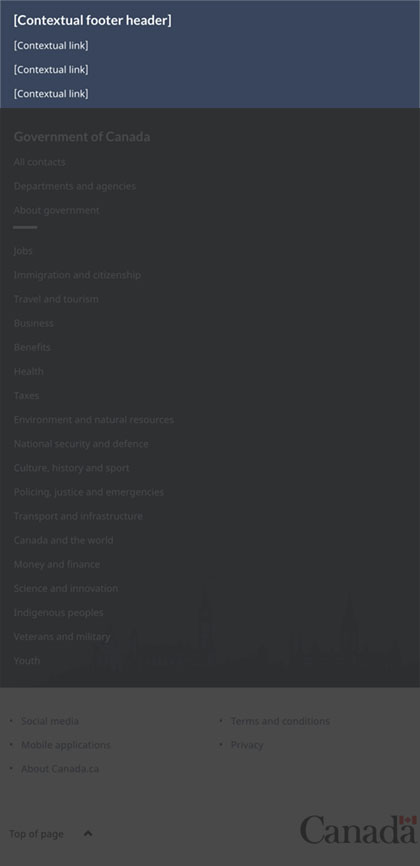 [Contextual footer header]
[Contextual link]
[Contextual link]
[Contextual link]
Government of Canada
All contacts
Departments and agencies
About government
Jobs
Immigration and citizenship
Travel and tourism
Business
Benefits
Health
Taxes
Environment and natural resources
National security and defence
Culture, history and sport
Policing, justice and emergencies
Transport and infrastructure
Canada and the world
Money and finance
Science and innovation
Indigenous peoples
Veterans and military
Youth
• Social media
• Mobile applications
• About Canada.ca
• Terms and conditions
• Privacy
Top of page
Canada